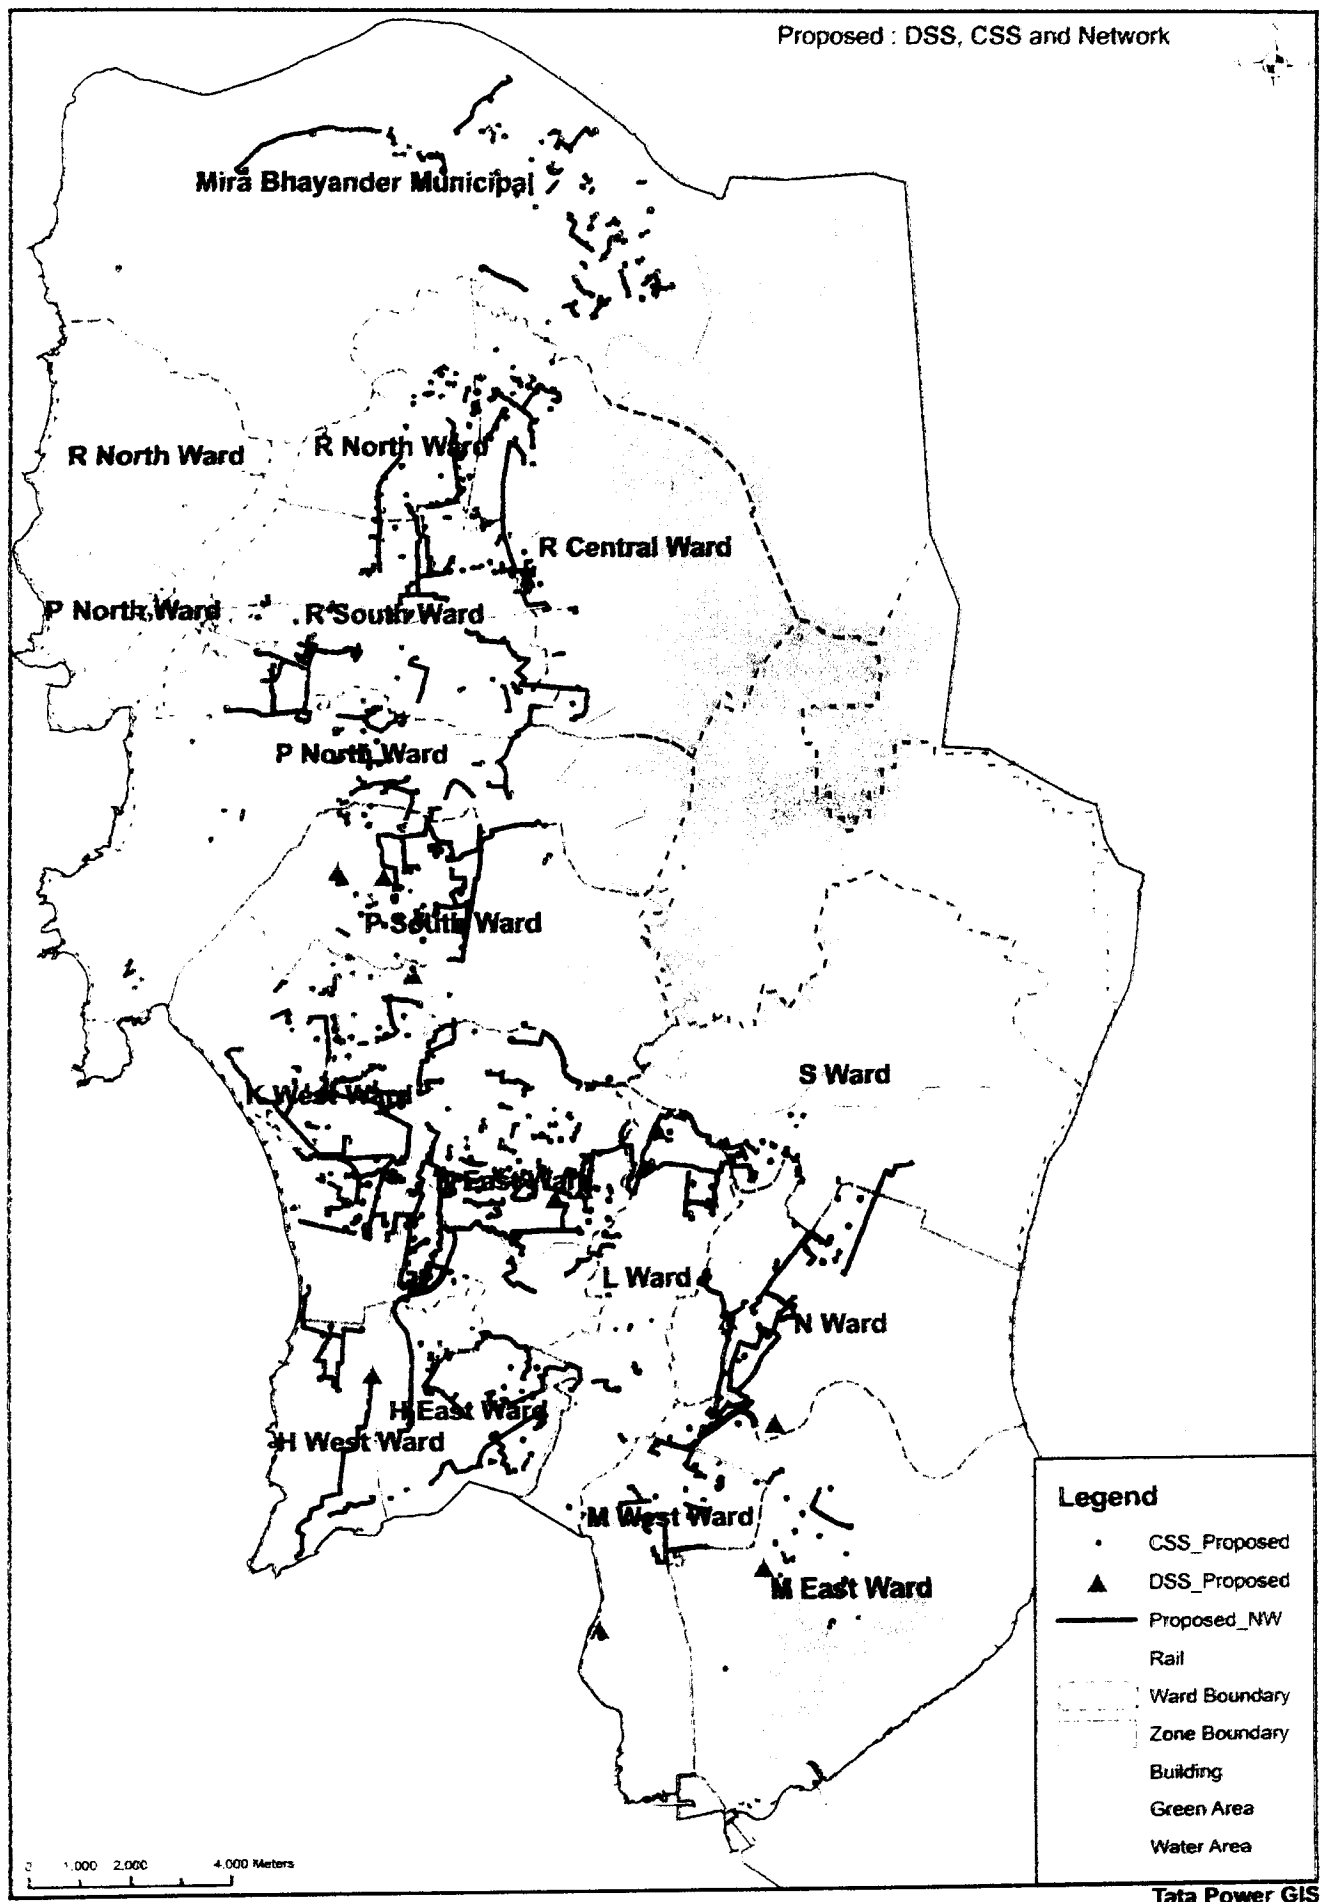 Proposed : DSS, CSS and Network
Mira Bhayander Municipal
R North Ward
R North Ward
R Central Ward
P North Ward
R South Ward
P North Ward
P South Ward
S Ward
K West Ward
East Ward
L Ward
N Ward
H East Ward
H West Ward
M West Ward
M East Ward
Legend
CSS_Proposed
DSS_Proposed
Proposed_NW
Rail
Ward Boundary
Zone Boundary
Building
Green Area
Water Area
1,000 2,000 4,000 Meters
Tata Power GIS